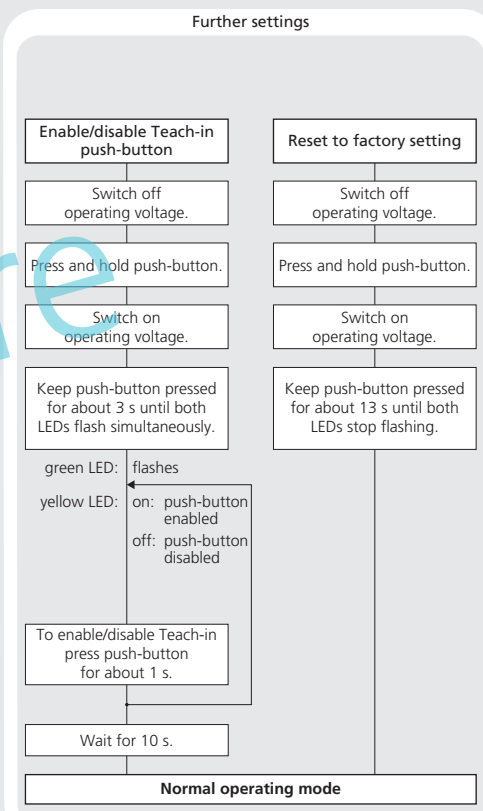 Further settings
Enable/disable Teach-in
push-button
Switch off
operating voltage.
Press and hold push-button.
Switch on
operating voltage.
Keep push-button pressed
for about 3 s until both
LEDs flash simultaneously.
green LED: flashes
yellow LED: on: push-button
enabled
off: push-button
disabled
To enable/disable Teach-in
press push-button
for about 1 s.
Wait for 10 s.
Reset to factory setting
Switch off
operating voltage.
Press and hold push-button.
Switch on
operating voltage.
Keep push-button pressed
for about 13 s until both
LEDs stop flashing.
Normal operating mode
re